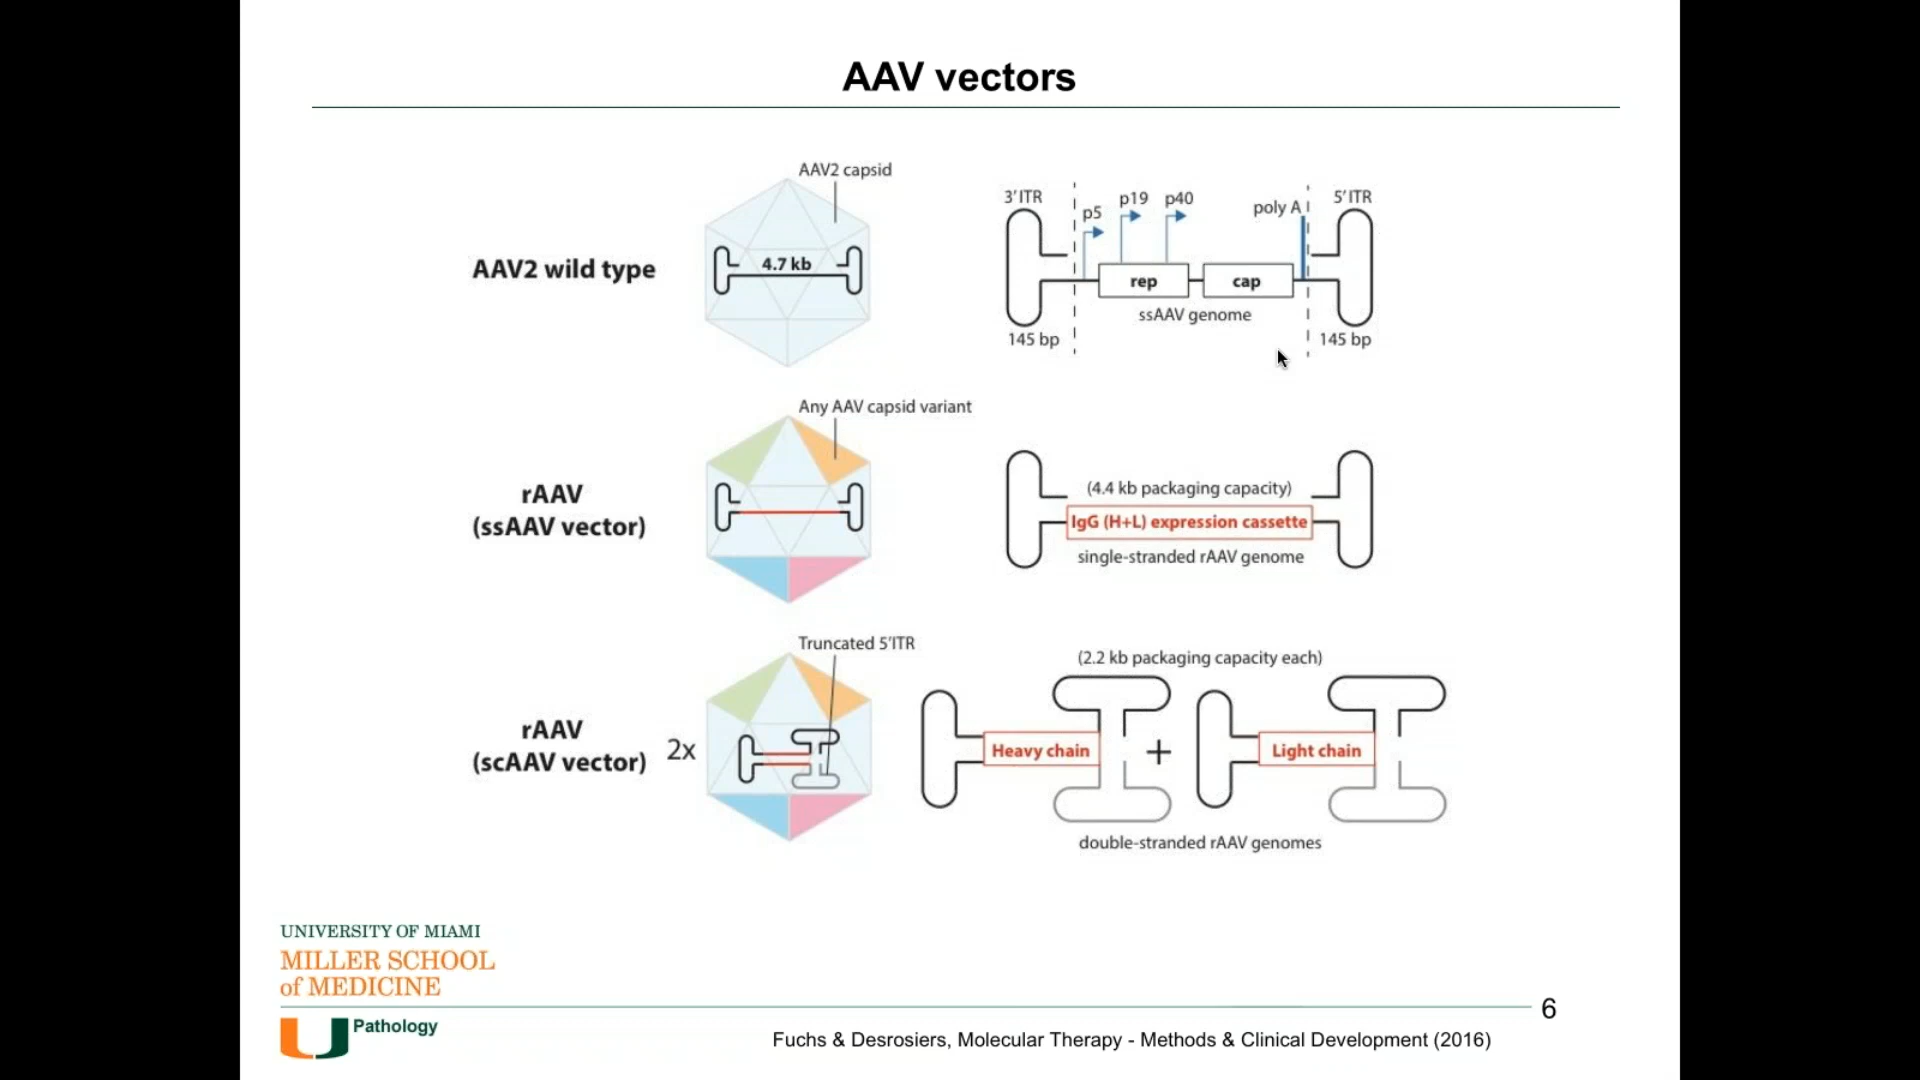 AAV vectors
AAV2 capsid
AAV2 wild type
4.7 kb
3' ITR
p5
p19
p40
poly A
5' ITR
rep
cap
ssAAV genome
145 bp
145 bp
Any AAV capsid variant
rAAV
(ssAAV vector)
(4.4 kb packaging capacity)
IgG (H+L) expression cassette
single-stranded rAAV genome
Truncated 5'ITR
rAAV
(scAAV vector)
2x
(2.2 kb packaging capacity each)
Heavy chain
+
Light chain
double-stranded rAAV genomes
UNIVERSITY OF MIAMI
MILLER SCHOOL
of MEDICINE
Pathology
6
Fuchs & Desrosiers, Molecular Therapy - Methods & Clinical Development (2016)